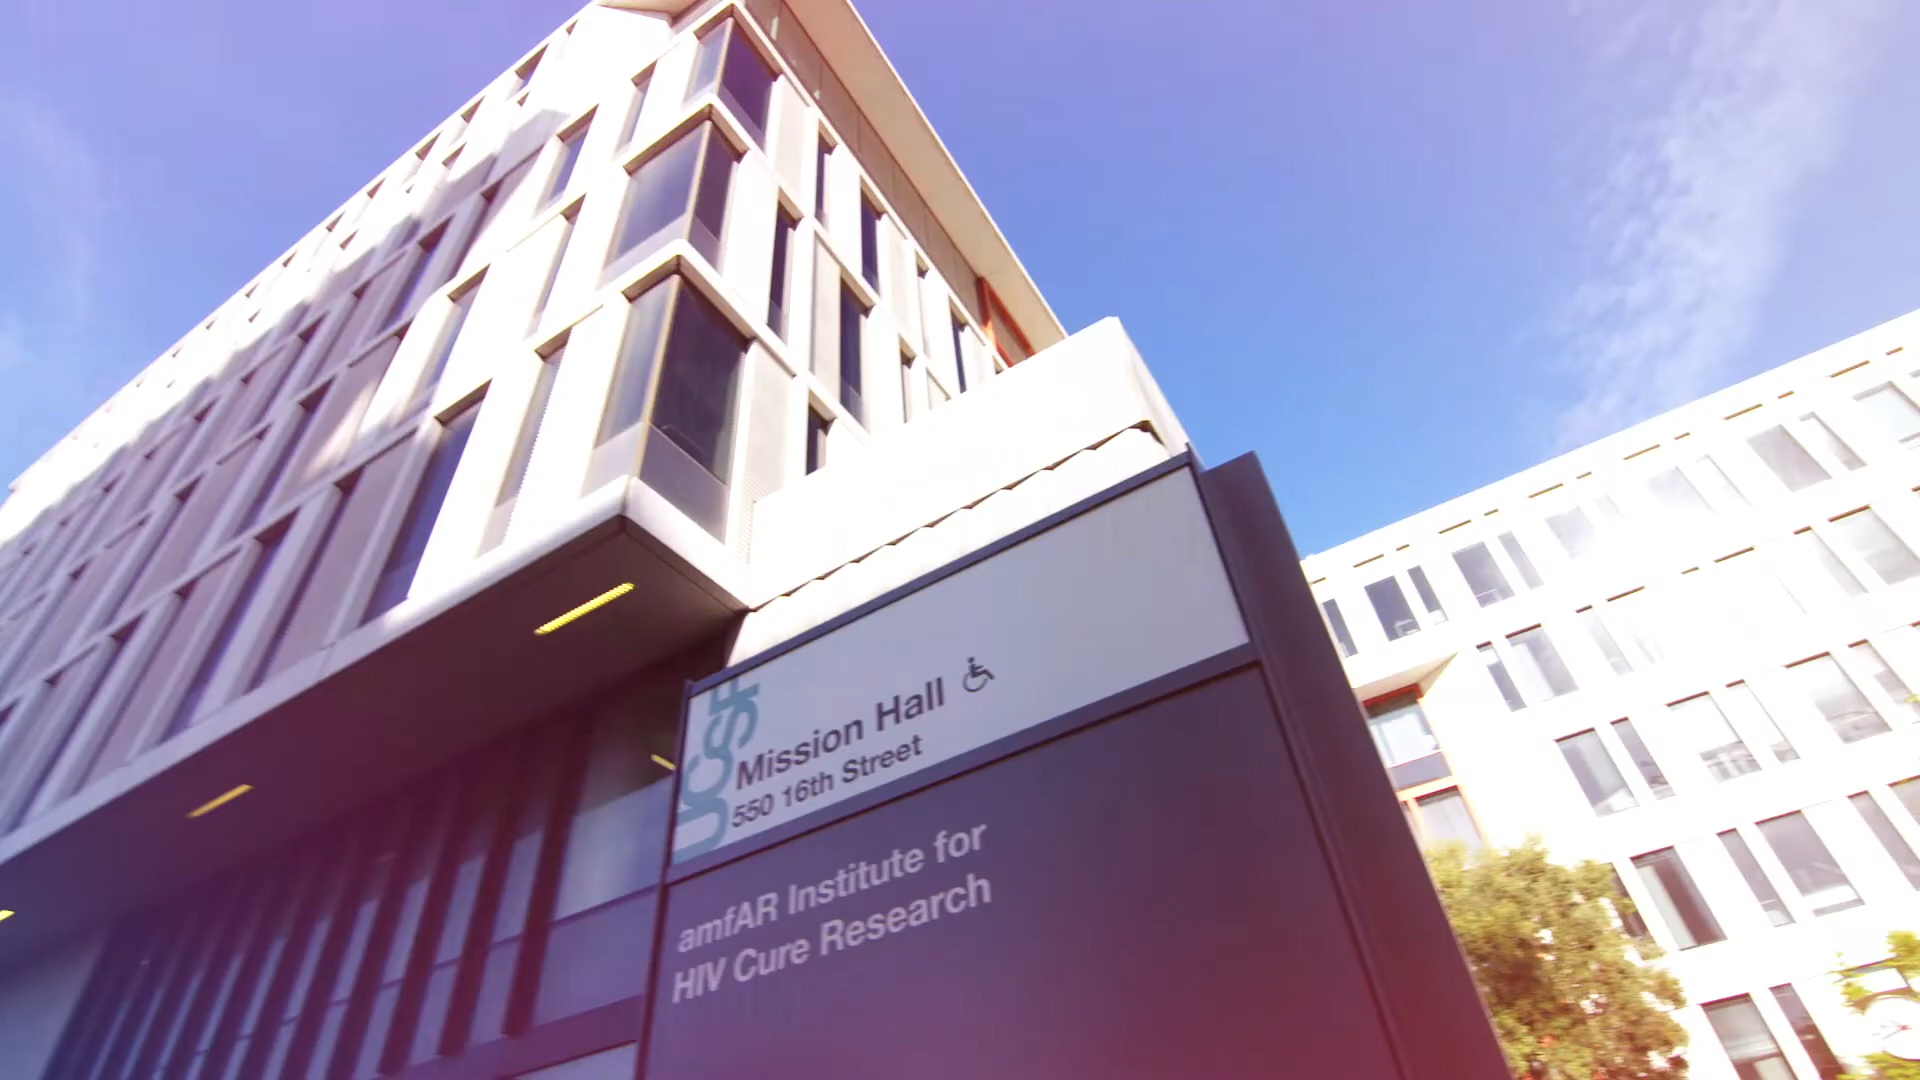 UCSF
Mission Hall
550 16th Street
amfAR Institute for
HIV Cure Research